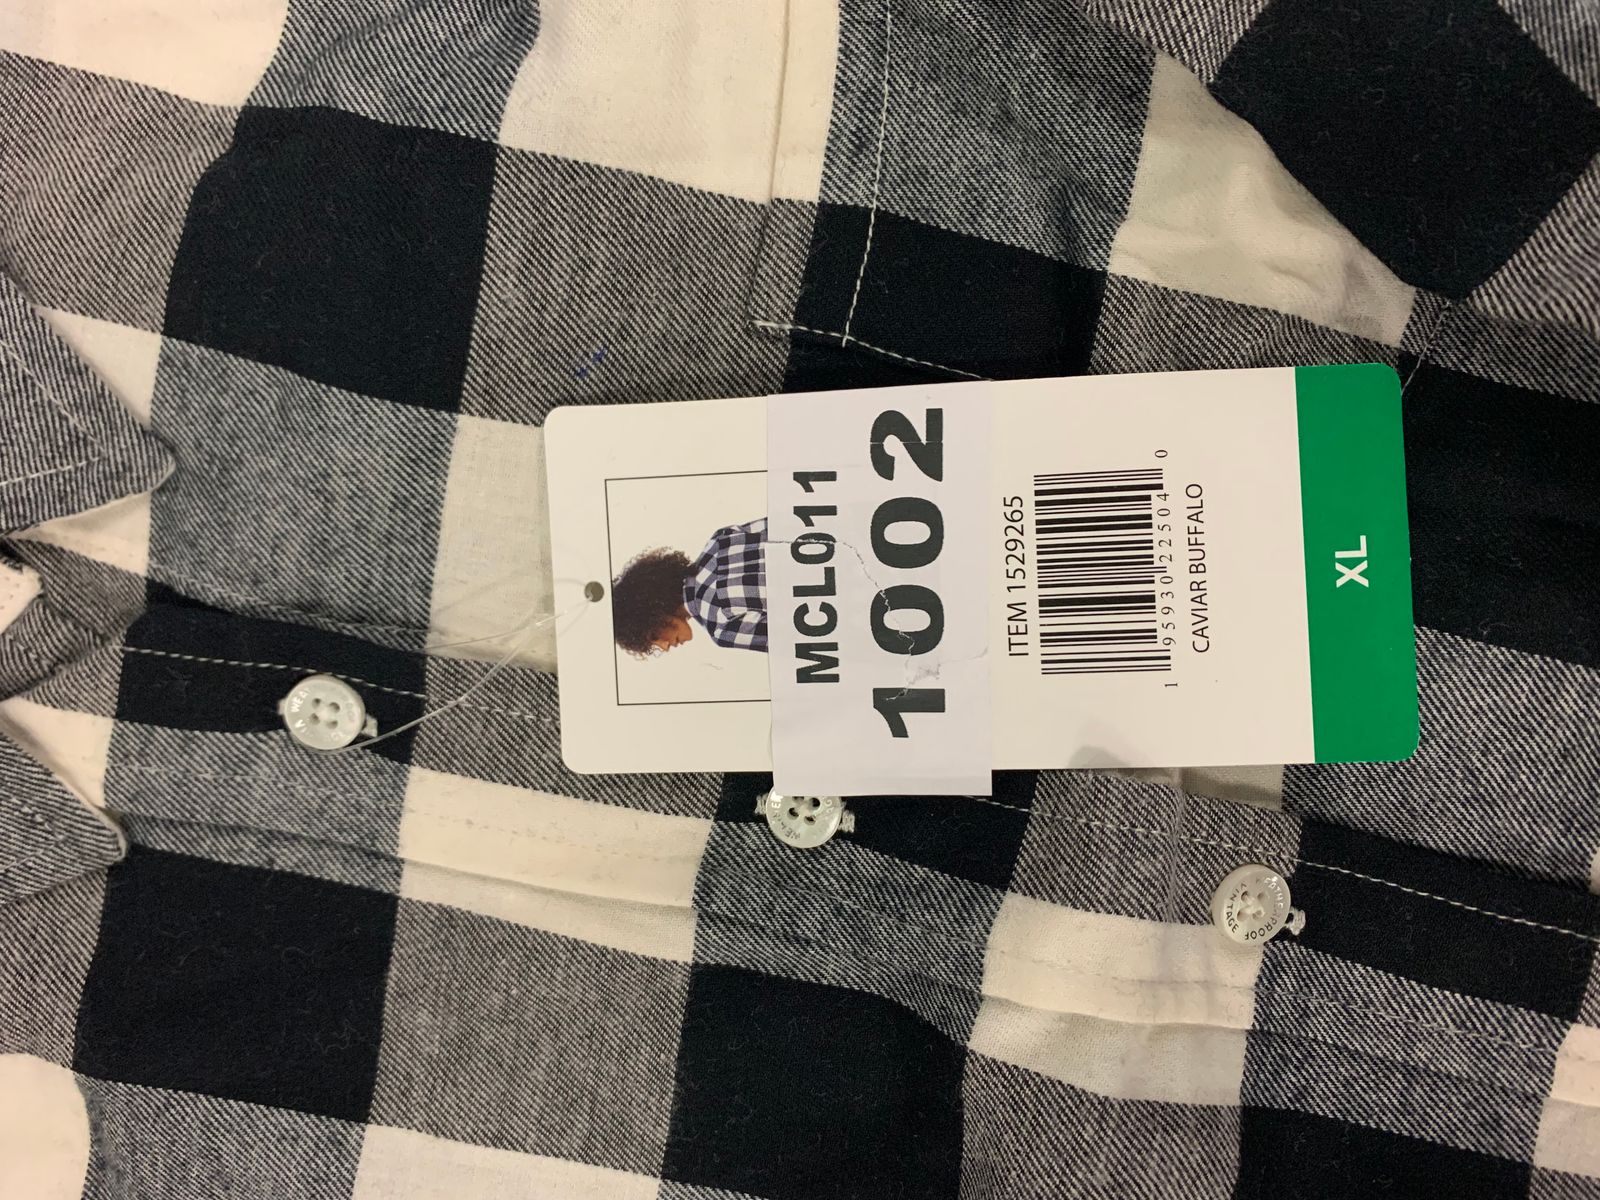 MCL011
1002
ITEM 1529265
1 95930 22504 0
CAVIAR BUFFALO
XL